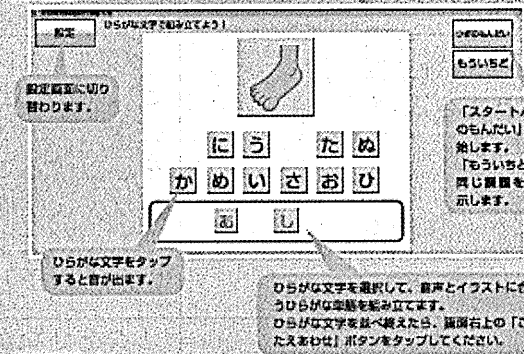 設定
ひらがな文字で組み立てよう！
つぎのもんだい
もういちど
設定画面に切り
替わります。
「スタート
のもんだい」
始します。
「もういちど
同じ課題を
示します。
に う た ぬ
か め い さ お ひ
あ し
ひらがな文字をタップ
すると音が出ます。
ひらがな文字を選択して、音声とイラストに合
うひらがな単語を組み立てます。
ひらがな文字を並べ終えたら、画面右上の「こ
たえあわせ」ボタンをタップしてください。